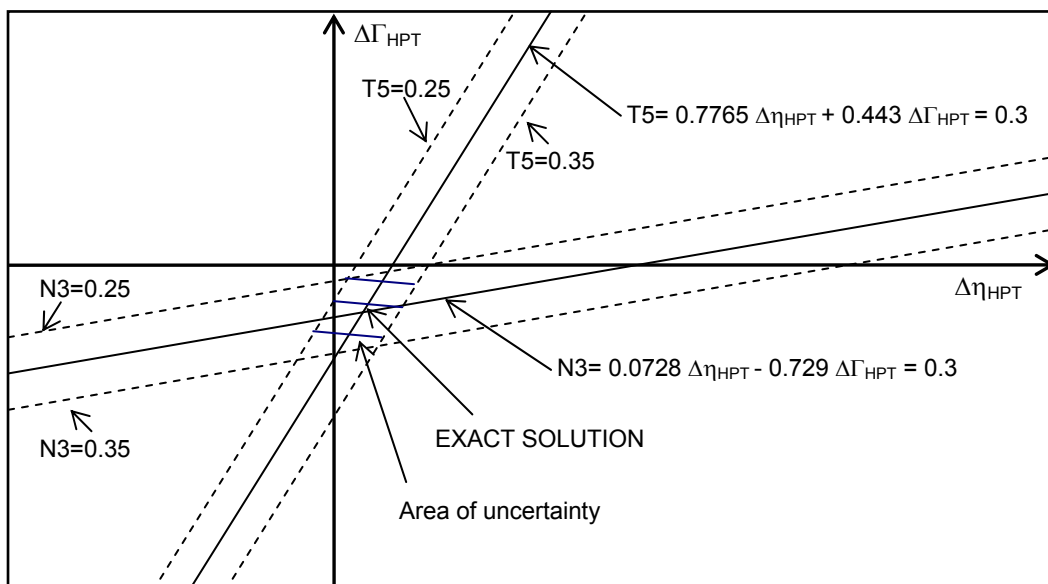 ΔΓHPT
T5=0.25
T5= 0.7765 ΔηHPT + 0.443 ΔΓHPT = 0.3
T5=0.35
N3=0.25
ΔηHPT
N3= 0.0728 ΔηHPT - 0.729 ΔΓHPT = 0.3
N3=0.35
EXACT SOLUTION
Area of uncertainty